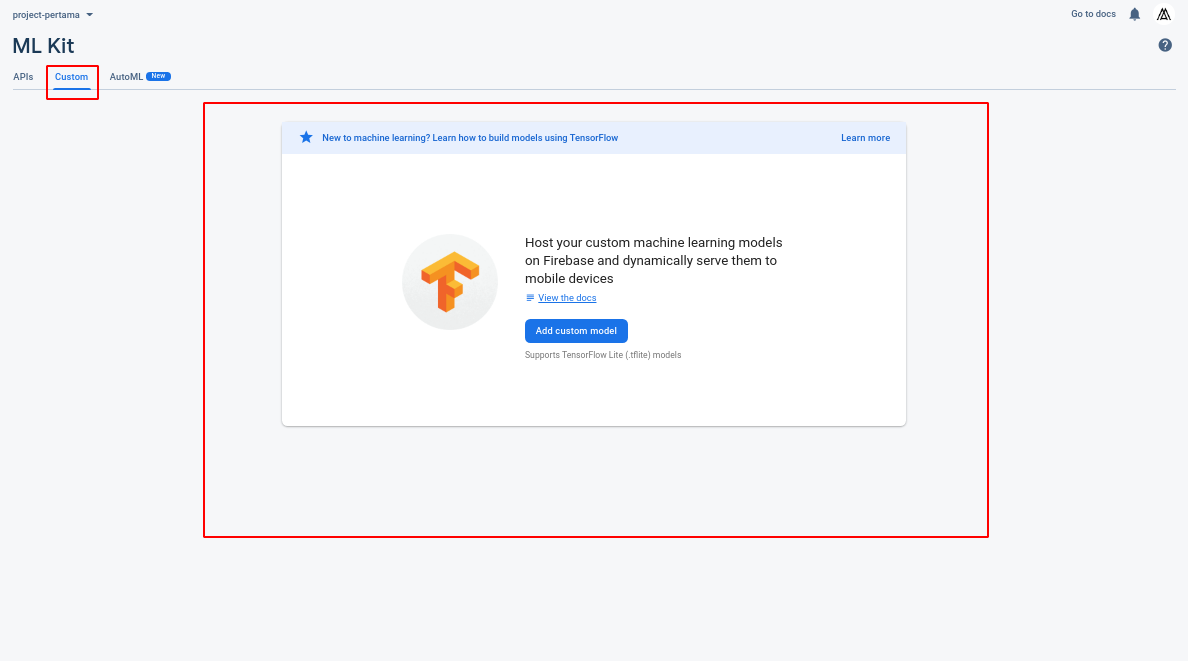 project-pertama
Go to docs
ML Kit
APIs
Custom
AutoML
New
New to machine learning? Learn how to build models using TensorFlow
Learn more
Host your custom machine learning models
on Firebase and dynamically serve them to
mobile devices
View the docs
Add custom model
Supports TensorFlow Lite (.tflite) models